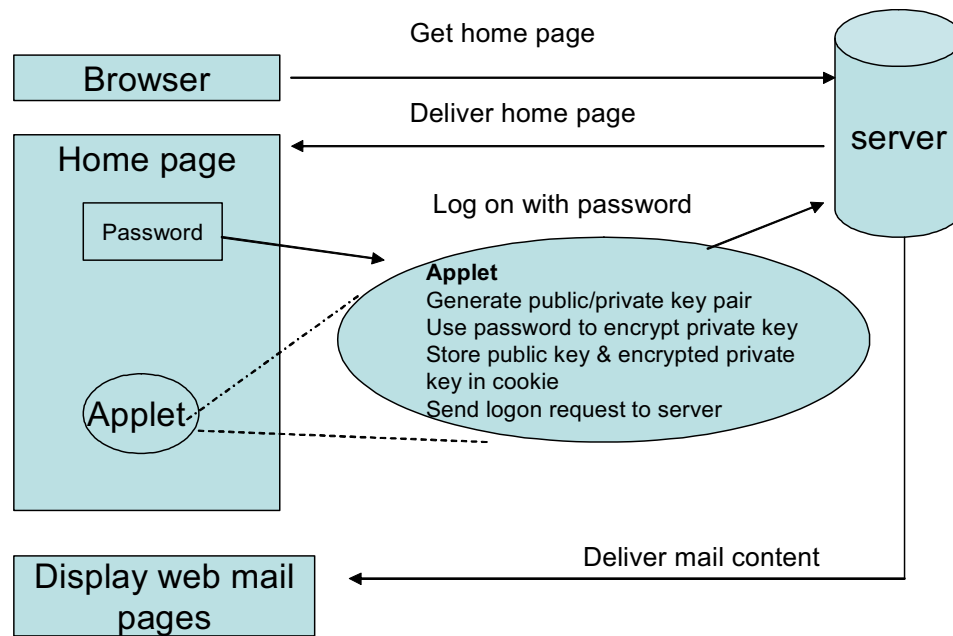 Get home page
Browser
Deliver home page
server
Home page
Log on with password
Password
Applet
Generate public/private key pair
Use password to encrypt private key
Store public key & encrypted private
key in cookie
Send logon request to server
Applet
Deliver mail content
Display web mail
pages